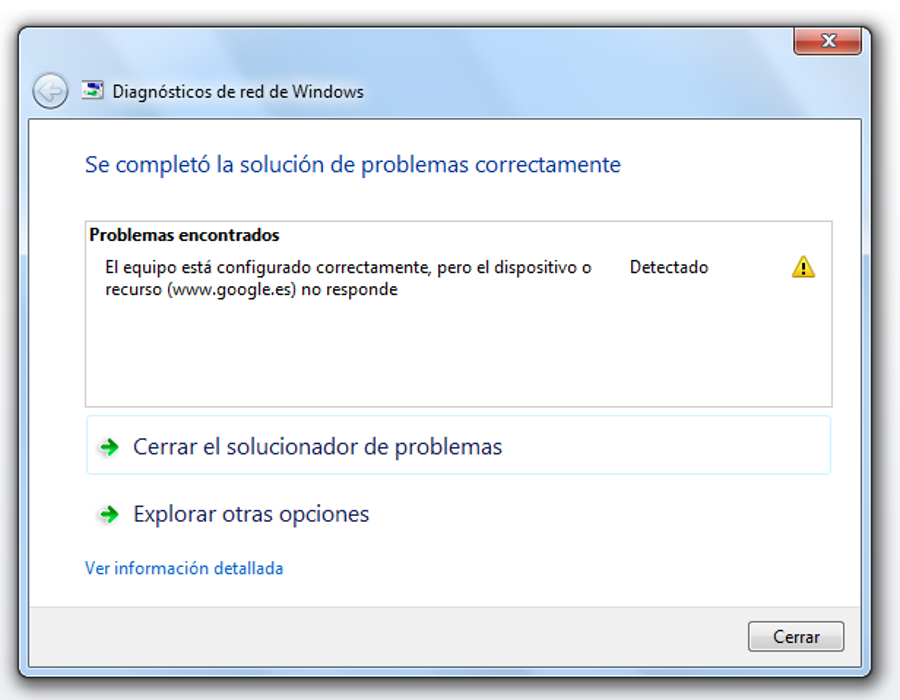 Diagnósticos de red de Windows
Se completó la solución de problemas correctamente
Problemas encontrados
El equipo está configurado correctamente, pero el dispositivo o Detectado
recurso (www.google.es) no responde
Cerrar el solucionador de problemas
Explorar otras opciones
Ver información detallada
Cerrar